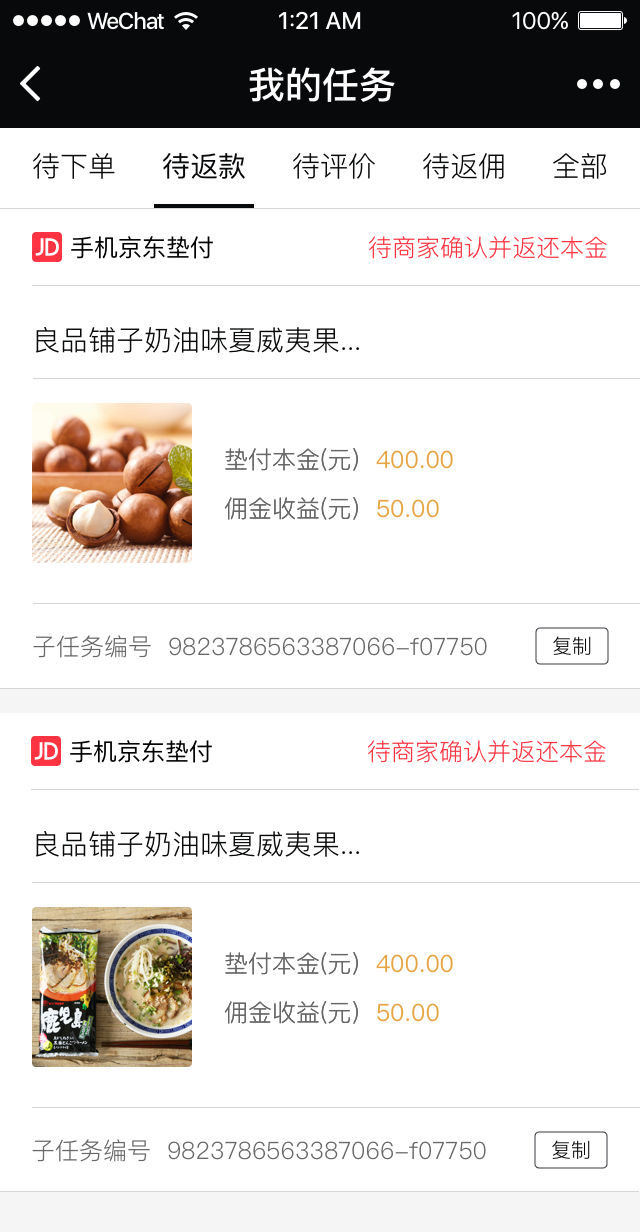 WeChat 1:21 AM 100%
我的任务
待下单 待返款 待评价 待返佣 全部
JD 手机京东垫付 待商家确认并返还本金
良品铺子奶油味夏威夷果...
垫付本金(元) 400.00
佣金收益(元) 50.00
子任务编号 9823786563387066-f07750 复制
JD 手机京东垫付 待商家确认并返还本金
良品铺子奶油味夏威夷果...
鹿児島
垫付本金(元) 400.00
佣金收益(元) 50.00
子任务编号 9823786563387066-f07750 复制